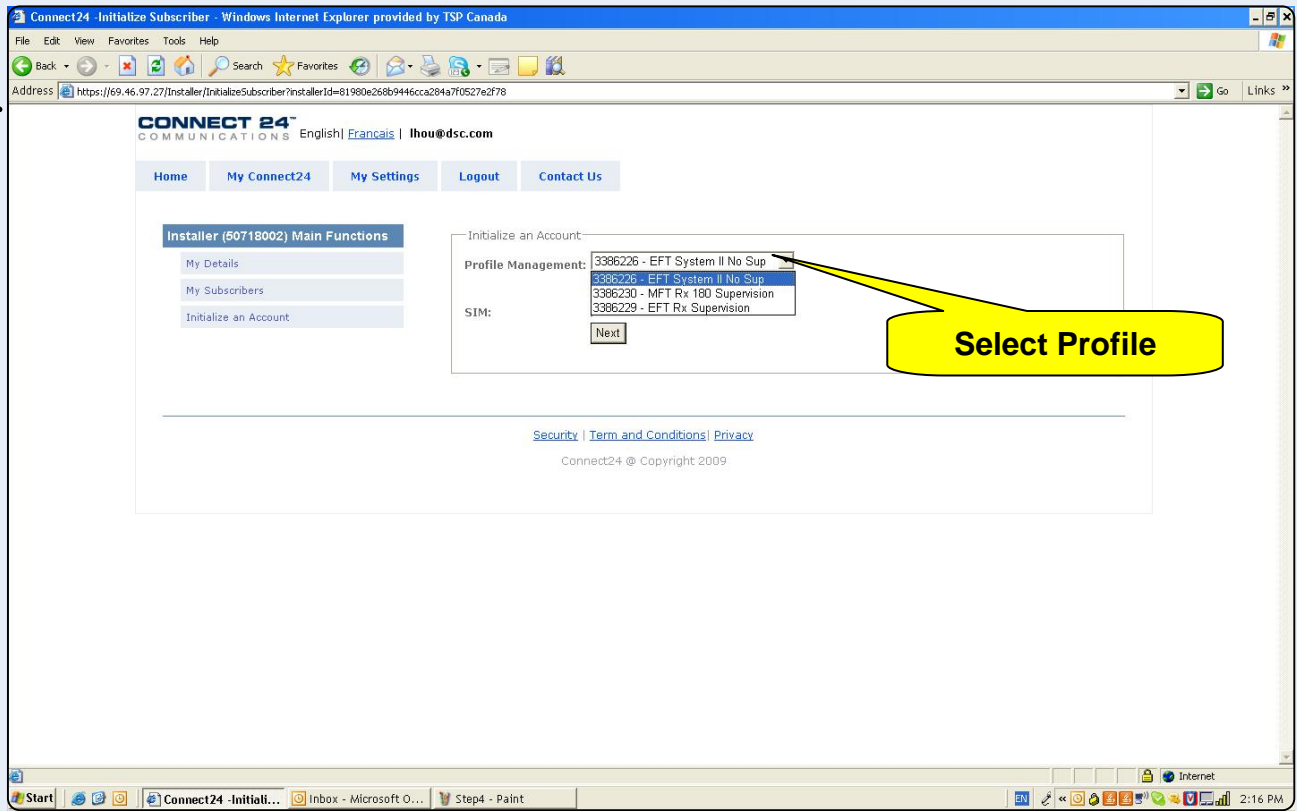 Connect24 -Initialize Subscriber - Windows Internet Explorer provided by TSP Canada
File Edit View Favorites Tools Help
Back Search Favorites
Address https://69.46.97.27/Installer/InitializeSubscriber?installerId=81980e268b9446cca284a7f0527e2f78 Go Links »
CONNECT 24™
COMMUNICATIONS English| Francais | lhou@dsc.com
Home My Connect24 My Settings Logout Contact Us
Installer (50718002) Main Functions
My Details
My Subscribers
Initialize an Account
Initialize an Account
Profile Management: 3386226 - EFT System II No Sup
3386226 - EFT System II No Sup
3386230 - MFT Rx 180 Supervision
3386229 - EFT Rx Supervision
SIM:
Next
Select Profile
Security | Term and Conditions| Privacy
Connect24 @ Copyright 2009
Internet
Start Connect24 -Initiali... Inbox - Microsoft O... Step4 - Paint EN « 2:16 PM